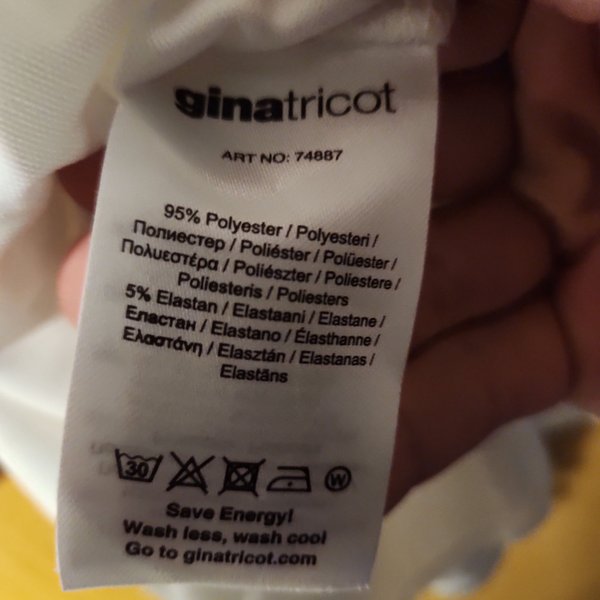 ginatricot
ART NO: 74887
95% Polyester / Polyesteri /
Полиестер / Poliéster / Polüester /
Πολυεστέρα / Poliészter / Poliestere /
Poliesteris / Poliesters
5% Elastan / Elastaani / Elastane /
Еластан / Elastano / Élasthanne /
Ελαστάνη / Elasztán / Elastanas /
Elastāns
30 W
Save Energy!
Wash less, wash cool
Go to ginatricot.com